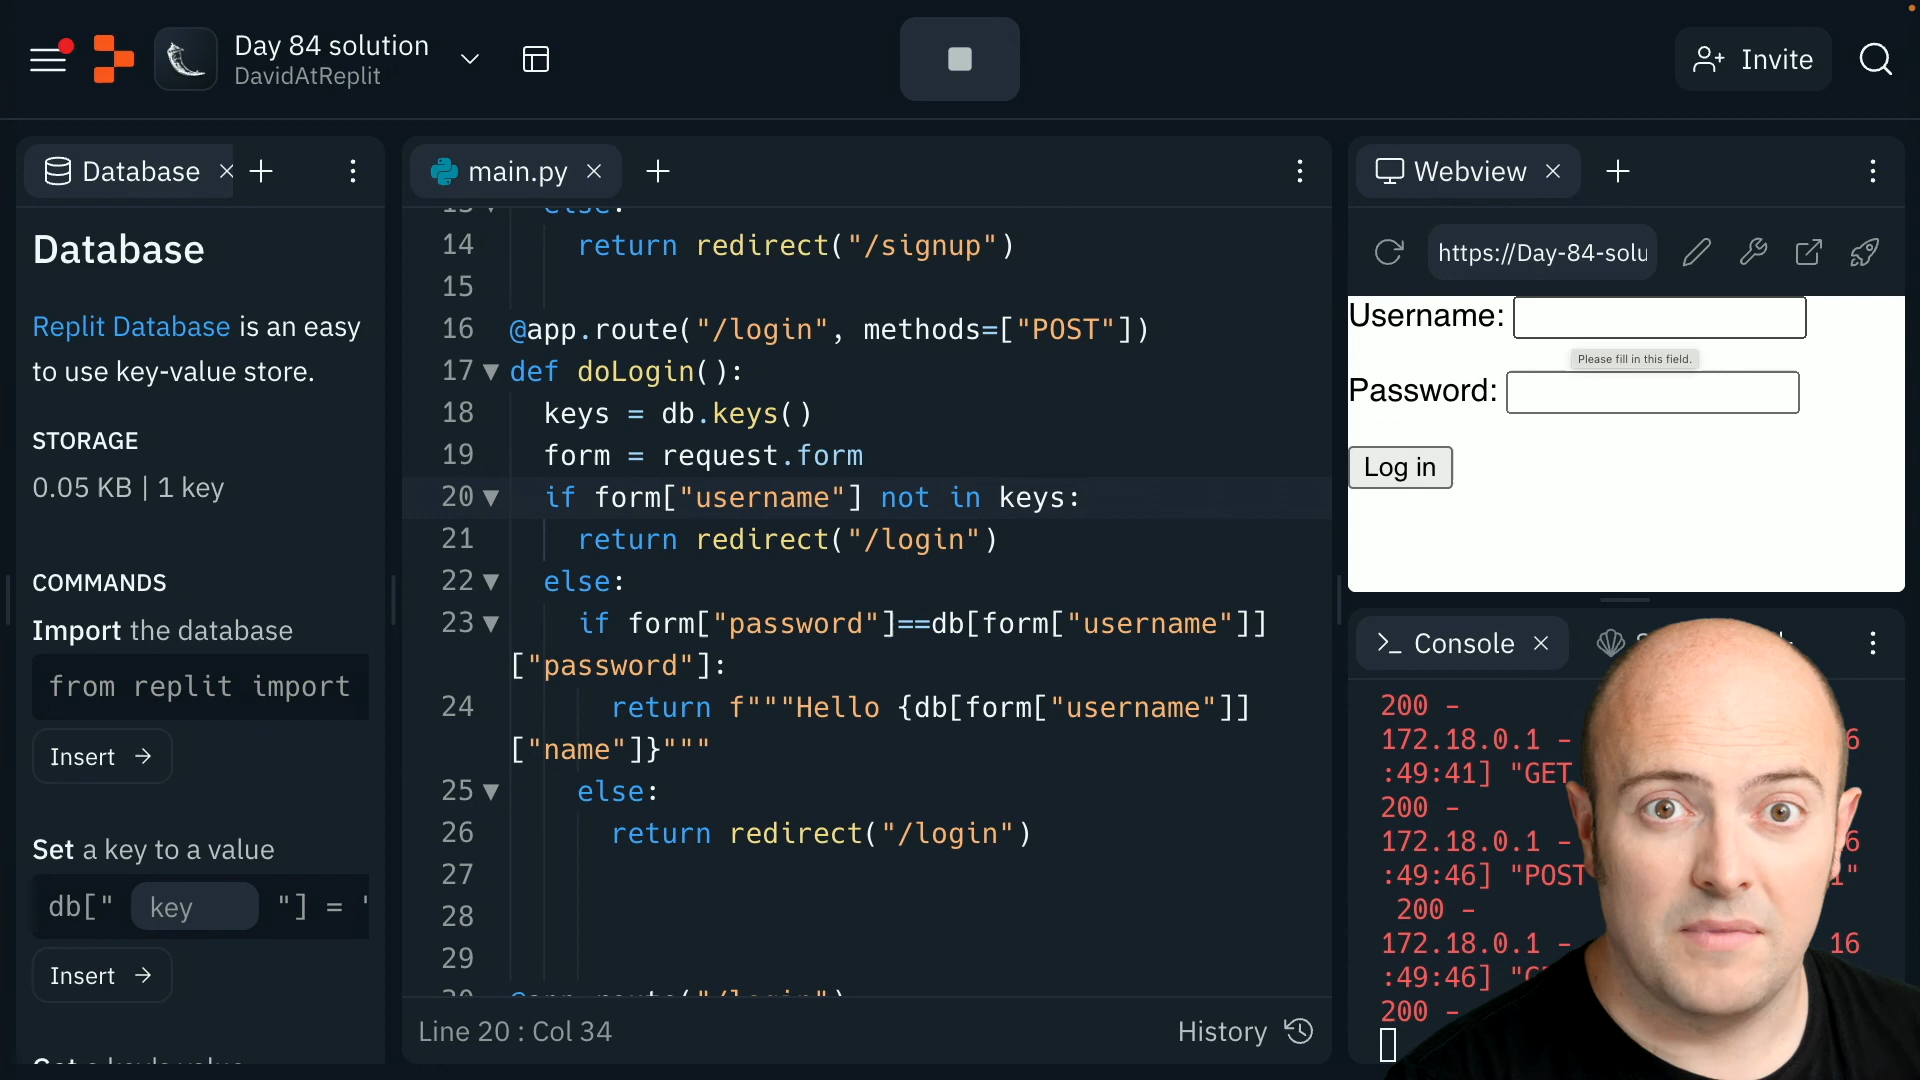 Day 84 solution
DavidAtReplit
Invite
Database
Database
Replit Database is an easy
to use key-value store.
STORAGE
0.05 KB | 1 key
COMMANDS
Import the database
from replit import
Insert →
Set a key to a value
db[" key "] = '
Insert →
main.py
else:
14 return redirect("/signup")
15
16 @app.route("/login", methods=["POST"])
17 def doLogin():
18 keys = db.keys()
19 form = request.form
20 if form["username"] not in keys:
21 return redirect("/login")
22 else:
23 if form["password"]==db[form["username"]]
["password"]:
24 return f"""Hello {db[form["username"]]
["name"]}"""
25 else:
26 return redirect("/login")
27
28
29
Line 20 : Col 34
History
Webview
https://Day-84-solu
Username:
Please fill in this field.
Password:
Log in
Console
200 -
172.18.0.1 -
:49:41] "GET
200 -
172.18.0.1 -
:49:46] "POST
200 -
172.18.0.1 - 16
:49:46]
200 -